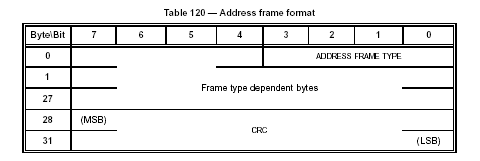 Table 120 — Address frame format
Byte\Bit 7 6 5 4 3 2 1 0
0 ADDRESS FRAME TYPE
1
Frame type dependent bytes
27
28 (MSB)
CRC
31 (LSB)